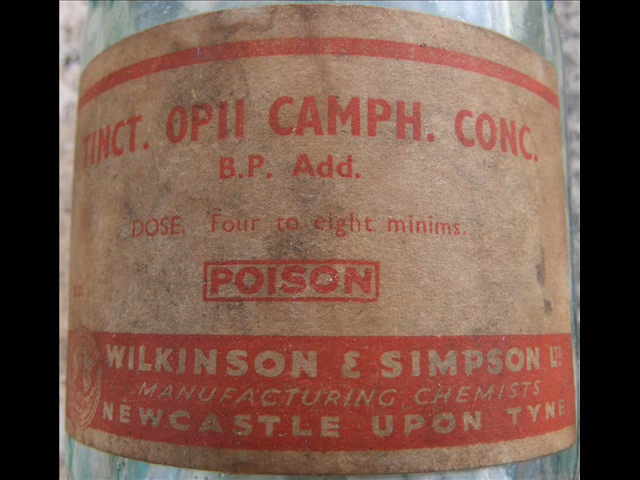 TINCT. OPII CAMPH. CONC.
B.P. Add.
DOSE. Four to eight minims.
POISON
WILKINSON & SIMPSON LTD
MANUFACTURING CHEMISTS
NEWCASTLE UPON TYNE